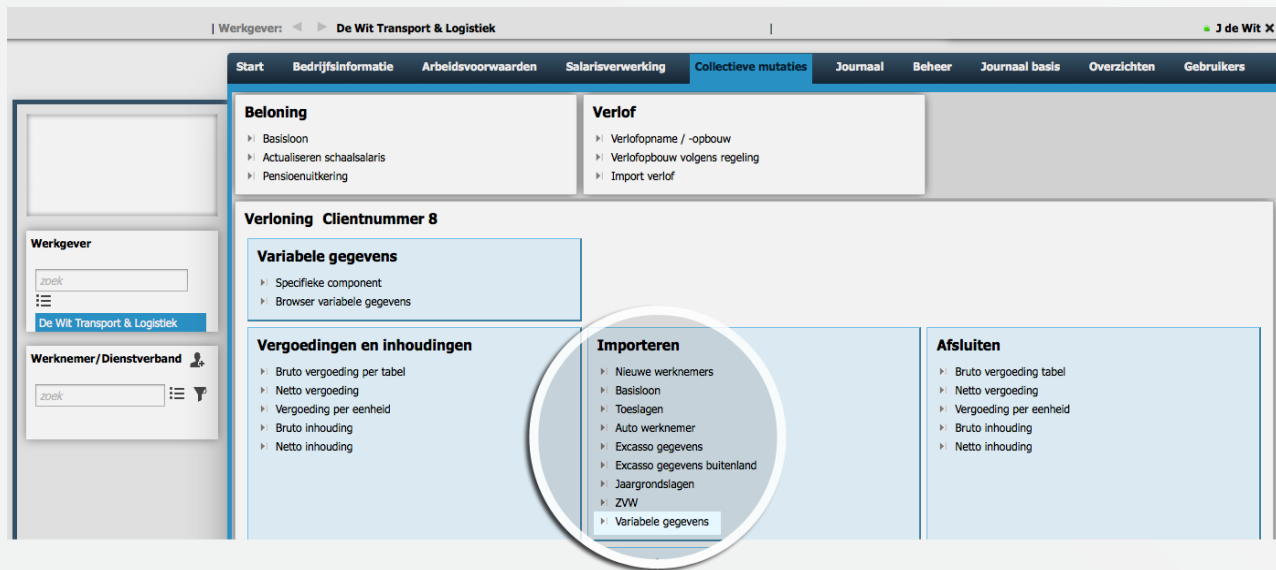 | Werkgever: De Wit Transport & Logistiek | J de Wit X
Start Bedrijfsinformatie Arbeidsvoorwaarden Salarisverwerking Collectieve mutaties Journaal Beheer Journaal basis Overzichten Gebruikers
Werkgever
zoek
De Wit Transport & Logistiek
Werknemer/Dienstverband
zoek
Beloning
Basisloon
Actualiseren schaalsalaris
Pensioenuitkering
Verlof
Verlofopname / -opbouw
Verlofopbouw volgens regeling
Import verlof
Verloning Clientnummer 8
Variabele gegevens
Specifieke component
Browser variabele gegevens
Vergoedingen en inhoudingen
Bruto vergoeding per tabel
Netto vergoeding
Vergoeding per eenheid
Bruto inhouding
Netto inhouding
Importeren
Nieuwe werknemers
Basisloon
Toeslagen
Auto werknemer
Excasso gegevens
Excasso gegevens buitenland
Jaargrondslagen
ZVW
Variabele gegevens
Afsluiten
Bruto vergoeding tabel
Netto vergoeding
Vergoeding per eenheid
Bruto inhouding
Netto inhouding